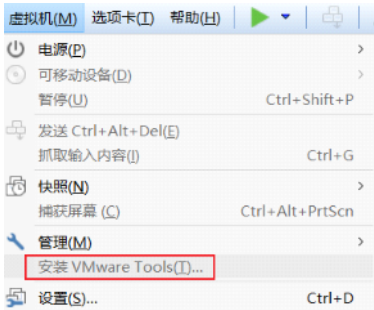 虚拟机(M) 选项卡(T) 帮助(H)
电源(P)
可移动设备(D)
暂停(U) Ctrl+Shift+P
发送 Ctrl+Alt+Del(E)
抓取输入内容(I) Ctrl+G
快照(N)
捕获屏幕 (C) Ctrl+Alt+PrtScn
管理(M)
安装 VMware Tools(T)...
设置(S)... Ctrl+D